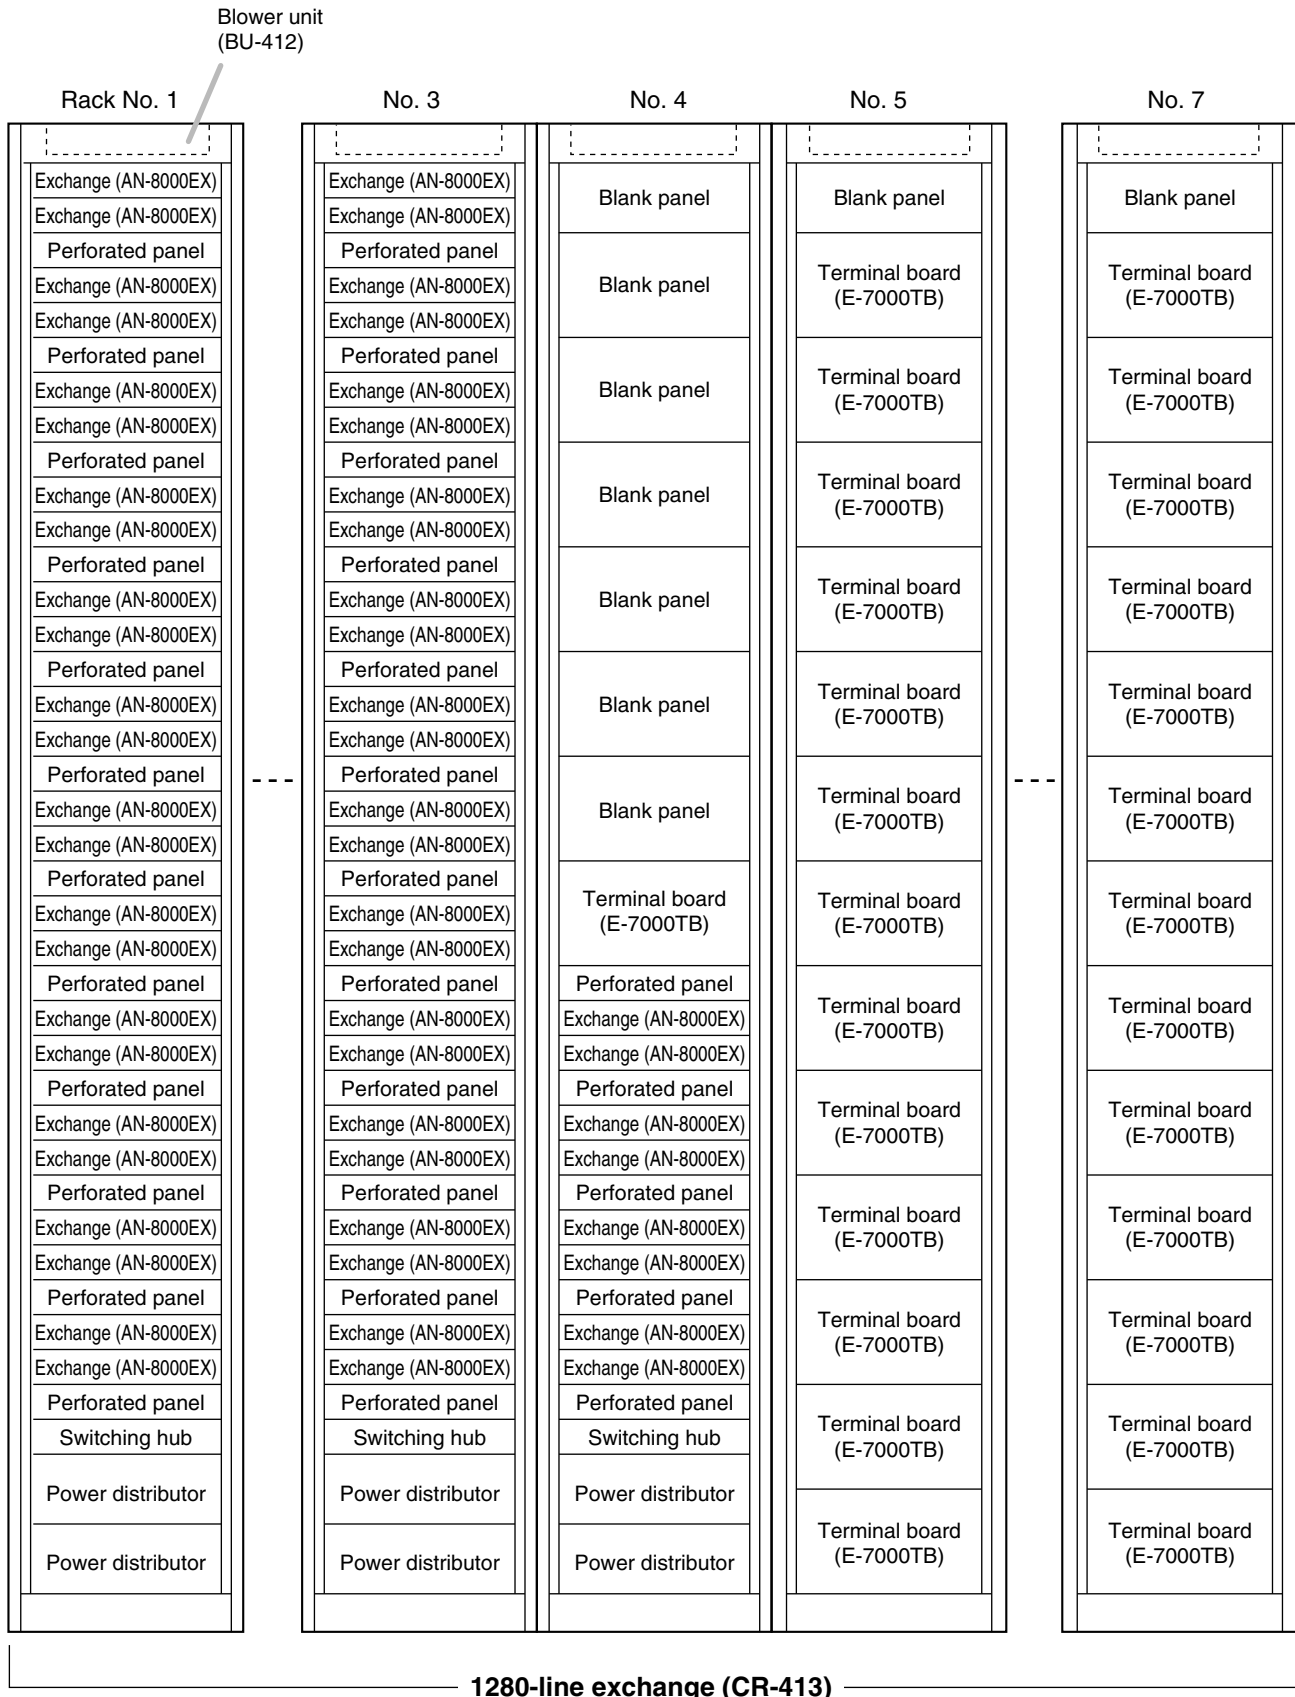 Blower unit
(BU-412)
Rack No. 1
No. 3
No. 4
No. 5
No. 7
Exchange (AN-8000EX)
Exchange (AN-8000EX)
Perforated panel
Exchange (AN-8000EX)
Exchange (AN-8000EX)
Perforated panel
Exchange (AN-8000EX)
Exchange (AN-8000EX)
Perforated panel
Exchange (AN-8000EX)
Exchange (AN-8000EX)
Perforated panel
Exchange (AN-8000EX)
Exchange (AN-8000EX)
Perforated panel
Exchange (AN-8000EX)
Exchange (AN-8000EX)
Perforated panel
Exchange (AN-8000EX)
Exchange (AN-8000EX)
Perforated panel
Exchange (AN-8000EX)
Exchange (AN-8000EX)
Perforated panel
Exchange (AN-8000EX)
Exchange (AN-8000EX)
Perforated panel
Exchange (AN-8000EX)
Exchange (AN-8000EX)
Perforated panel
Exchange (AN-8000EX)
Exchange (AN-8000EX)
Perforated panel
Exchange (AN-8000EX)
Exchange (AN-8000EX)
Perforated panel
Switching hub
Power distributor
Power distributor
Exchange (AN-8000EX)
Exchange (AN-8000EX)
Perforated panel
Exchange (AN-8000EX)
Exchange (AN-8000EX)
Perforated panel
Exchange (AN-8000EX)
Exchange (AN-8000EX)
Perforated panel
Exchange (AN-8000EX)
Exchange (AN-8000EX)
Perforated panel
Exchange (AN-8000EX)
Exchange (AN-8000EX)
Perforated panel
Exchange (AN-8000EX)
Exchange (AN-8000EX)
Perforated panel
Exchange (AN-8000EX)
Exchange (AN-8000EX)
Perforated panel
Exchange (AN-8000EX)
Exchange (AN-8000EX)
Perforated panel
Exchange (AN-8000EX)
Exchange (AN-8000EX)
Perforated panel
Exchange (AN-8000EX)
Exchange (AN-8000EX)
Perforated panel
Exchange (AN-8000EX)
Exchange (AN-8000EX)
Perforated panel
Exchange (AN-8000EX)
Exchange (AN-8000EX)
Perforated panel
Switching hub
Power distributor
Power distributor
Blank panel
Blank panel
Blank panel
Blank panel
Blank panel
Blank panel
Blank panel
Terminal board
(E-7000TB)
Perforated panel
Exchange (AN-8000EX)
Exchange (AN-8000EX)
Perforated panel
Exchange (AN-8000EX)
Exchange (AN-8000EX)
Perforated panel
Exchange (AN-8000EX)
Exchange (AN-8000EX)
Perforated panel
Exchange (AN-8000EX)
Exchange (AN-8000EX)
Perforated panel
Switching hub
Power distributor
Power distributor
Blank panel
Terminal board
(E-7000TB)
Terminal board
(E-7000TB)
Terminal board
(E-7000TB)
Terminal board
(E-7000TB)
Terminal board
(E-7000TB)
Terminal board
(E-7000TB)
Terminal board
(E-7000TB)
Terminal board
(E-7000TB)
Terminal board
(E-7000TB)
Terminal board
(E-7000TB)
Terminal board
(E-7000TB)
Terminal board
(E-7000TB)
Terminal board
(E-7000TB)
Blank panel
Terminal board
(E-7000TB)
Terminal board
(E-7000TB)
Terminal board
(E-7000TB)
Terminal board
(E-7000TB)
Terminal board
(E-7000TB)
Terminal board
(E-7000TB)
Terminal board
(E-7000TB)
Terminal board
(E-7000TB)
Terminal board
(E-7000TB)
Terminal board
(E-7000TB)
Terminal board
(E-7000TB)
Terminal board
(E-7000TB)
Terminal board
(E-7000TB)
1280-line exchange (CR-413)